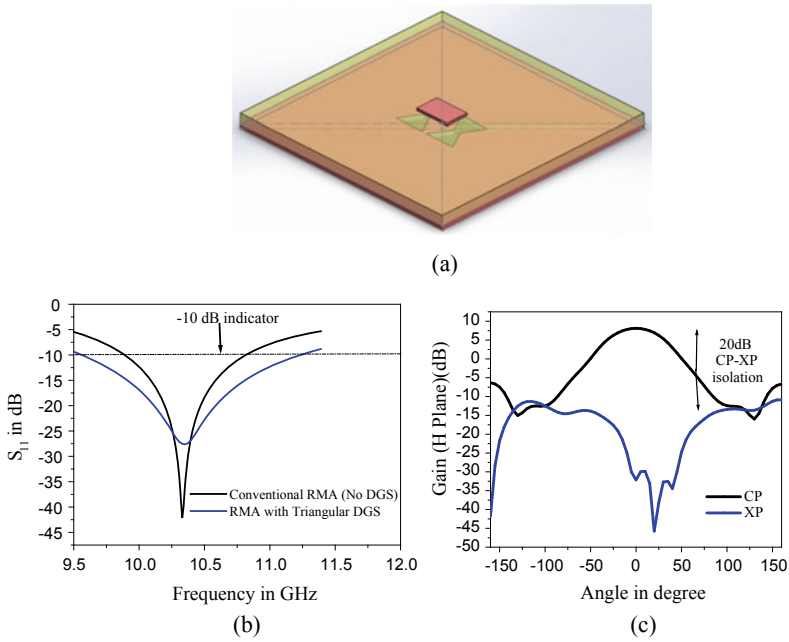 (a)
0
-5
-10
-15
-20
-25
-30
-35
-40
-45
S₁₁ in dB
-10 dB indicator
Conventional RMA (No DGS)
RMA with Triangular DGS
9.5 10.0 10.5 11.0 11.5 12.0
Frequency in GHz
(b)
10
5
0
-5
-10
-15
-20
-25
-30
-35
-40
-45
-50
Gain (H Plane)(dB)
20dB
CP-XP
isolation
CP
XP
-150 -100 -50 0 50 100 150
Angle in degree
(c)